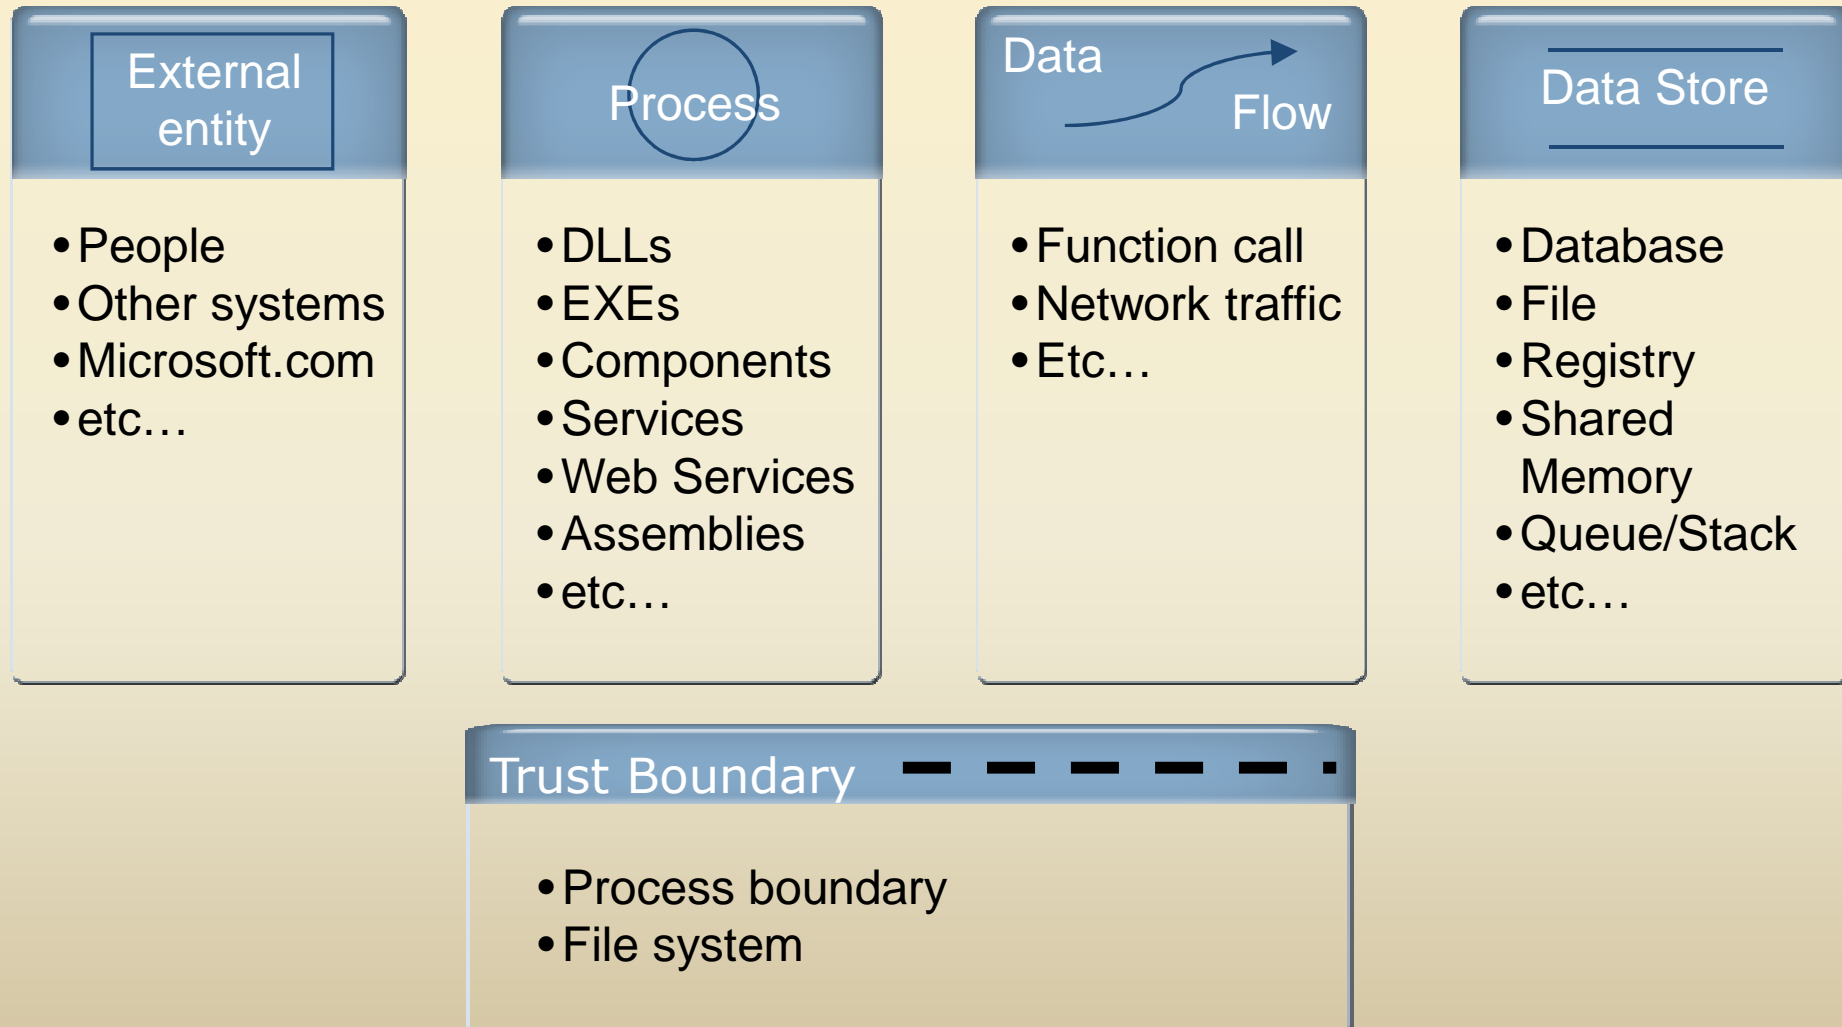 External
entity
•People
•Other systems
•Microsoft.com
•etc…
Process
•DLLs
•EXEs
•Components
•Services
•Web Services
•Assemblies
•etc…
Data
Flow
•Function call
•Network traffic
•Etc…
Data Store
•Database
•File
•Registry
•Shared
Memory
•Queue/Stack
•etc…
Trust Boundary
•Process boundary
•File system